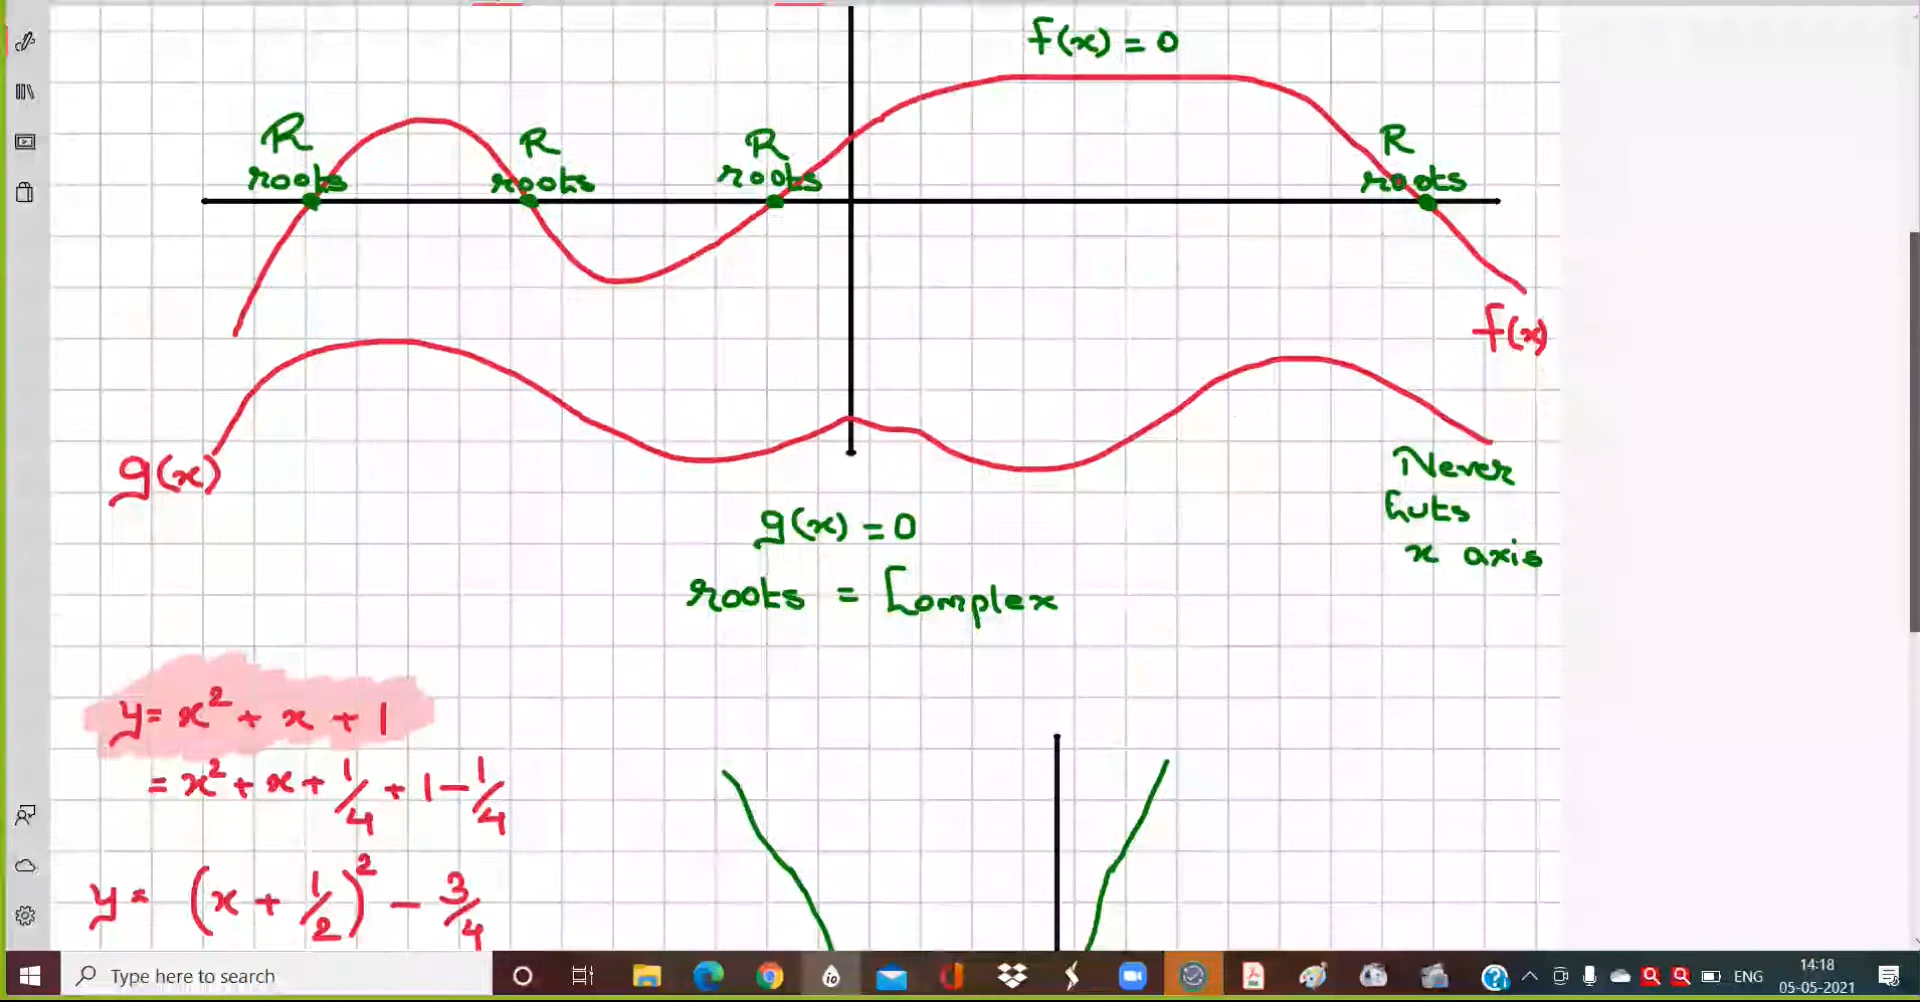 f(x) = 0
R
roots
R
roots
R
roots
R
roots
f(x)
g(x)
Never
Cuts
x axis
g(x) = 0
roots = Complex
y = x² + x + 1
= x² + x + 1/4 + 1 - 1/4
y = (x + 1/2)² - 3/4
Type here to search
ENG
14:18
05-05-2021